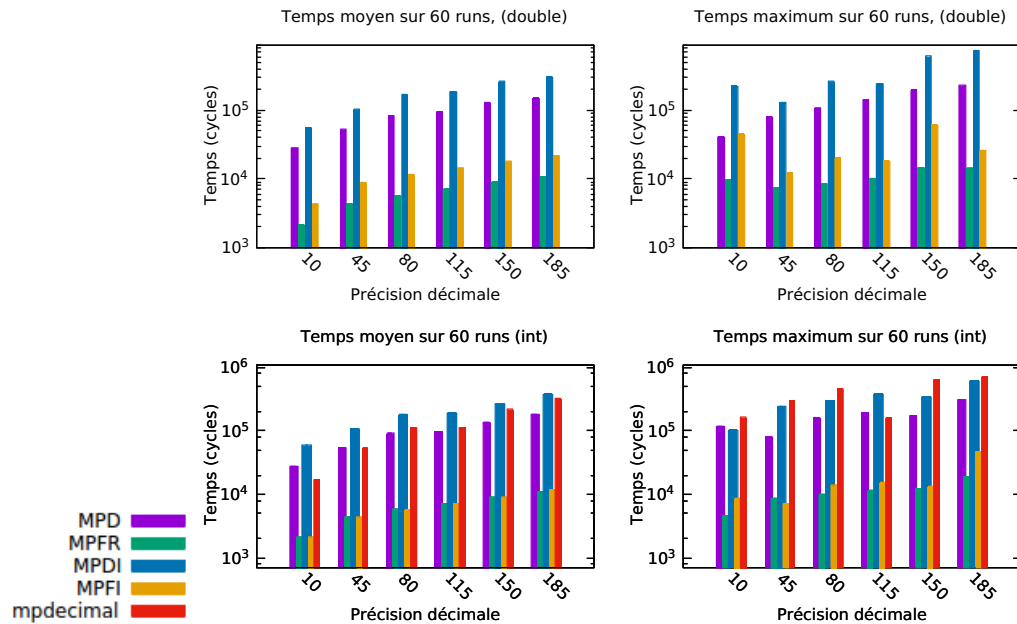 Temps moyen sur 60 runs, (double)
Temps maximum sur 60 runs, (double)
Temps (cycles)
10^5
10^4
10^3
10 45 80 115 150 185
Précision décimale
Temps (cycles)
10^5
10^4
10^3
10 45 80 115 150 185
Précision décimale
Temps moyen sur 60 runs (int)
Temps maximum sur 60 runs (int)
Temps (cycles)
10^6
10^5
10^4
10^3
10 45 80 115 150 185
Précision décimale
Temps (cycles)
10^6
10^5
10^4
10^3
10 45 80 115 150 185
Précision décimale
MPD
MPFR
MPDI
MPFI
mpdecimal